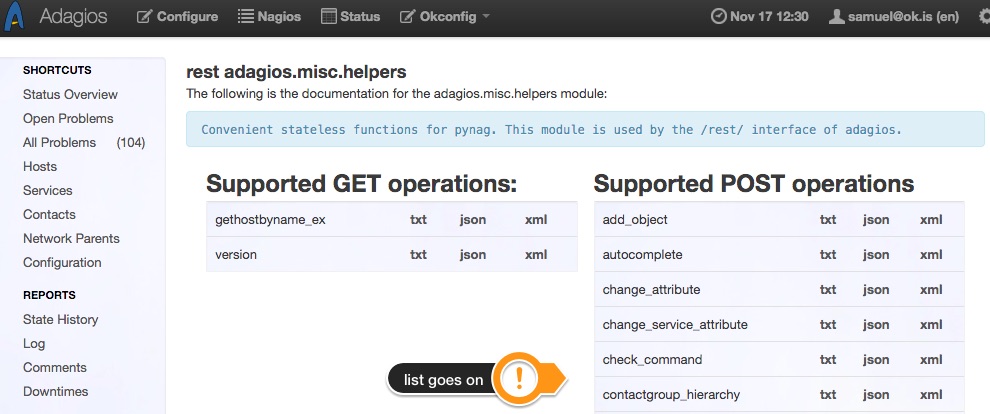 Adagios Configure Nagios Status Okconfig Nov 17 12:30 samuel@ok.is (en)
SHORTCUTS
Status Overview
Open Problems
All Problems (104)
Hosts
Services
Contacts
Network Parents
Configuration
REPORTS
State History
Log
Comments
Downtimes
rest adagios.misc.helpers
The following is the documentation for the adagios.misc.helpers module:
Convenient stateless functions for pynag. This module is used by the /rest/ interface of adagios.
Supported GET operations:
gethostbyname_ex txt json xml
version txt json xml
Supported POST operations
add_object txt json xml
autocomplete txt json xml
change_attribute txt json xml
change_service_attribute txt json xml
check_command txt json xml
contactgroup_hierarchy txt json xml
list goes on !